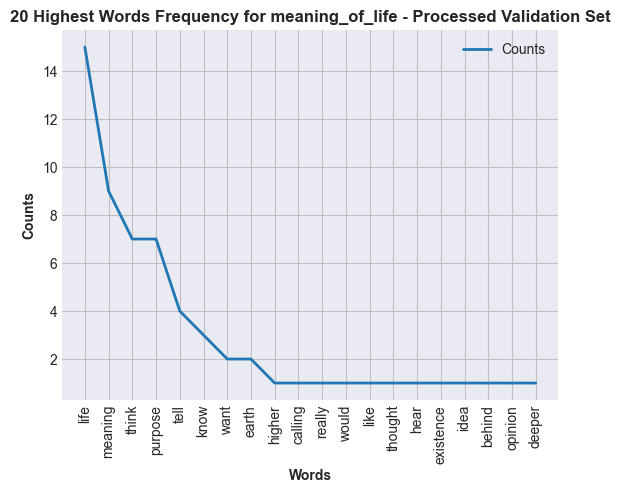 20 Highest Words Frequency for meaning_of_life - Processed Validation Set
Counts
14
12
10
8
6
4
2
Counts
life
meaning
think
purpose
tell
know
want
earth
higher
calling
really
would
like
thought
hear
existence
idea
behind
opinion
deeper
Words